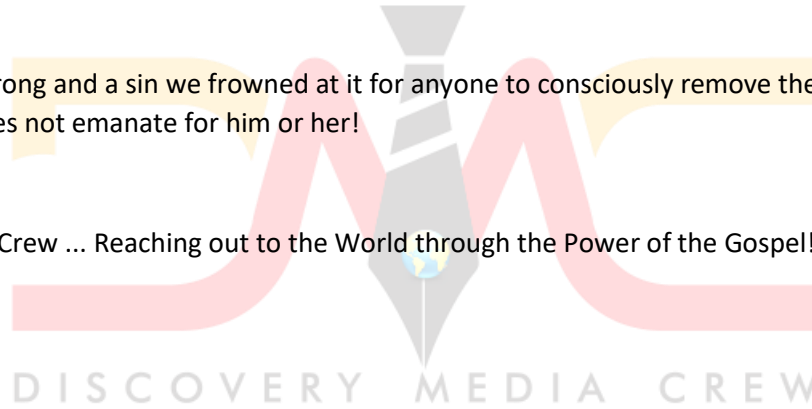 rong and a sin we frowned at it for anyone to consciously remove the
es not emanate for him or her!
Crew ... Reaching out to the World through the Power of the Gospel!
DISCOVERY MEDIA CREW